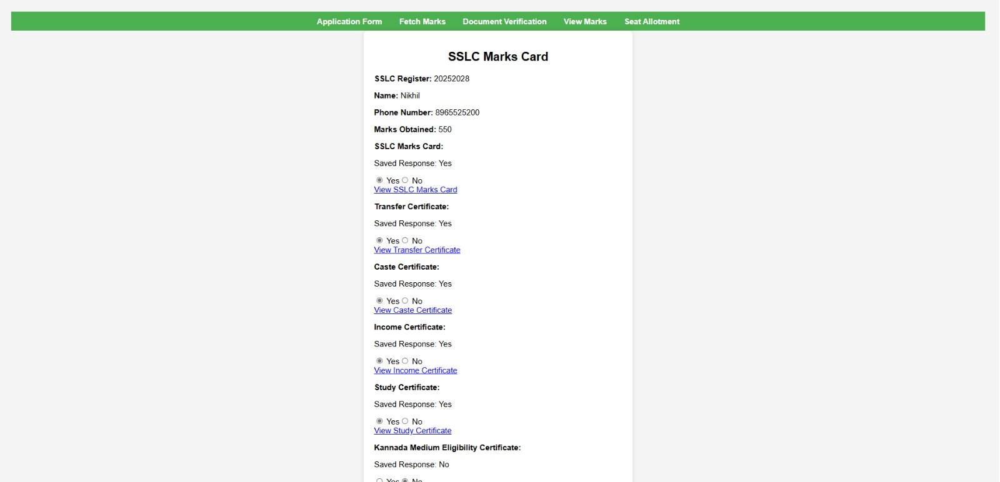 Application Form Fetch Marks Document Verification View Marks Seat Allotment
SSLC Marks Card
SSLC Register: 20252028
Name: Nikhil
Phone Number: 8965525200
Marks Obtained: 550
SSLC Marks Card:
Saved Response: Yes
Yes No
View SSLC Marks Card
Transfer Certificate:
Saved Response: Yes
Yes No
View Transfer Certificate
Caste Certificate:
Saved Response: Yes
Yes No
View Caste Certificate
Income Certificate:
Saved Response: Yes
Yes No
View Income Certificate
Study Certificate:
Saved Response: Yes
Yes No
View Study Certificate
Kannada Medium Eligibility Certificate:
Saved Response: No
Yes No